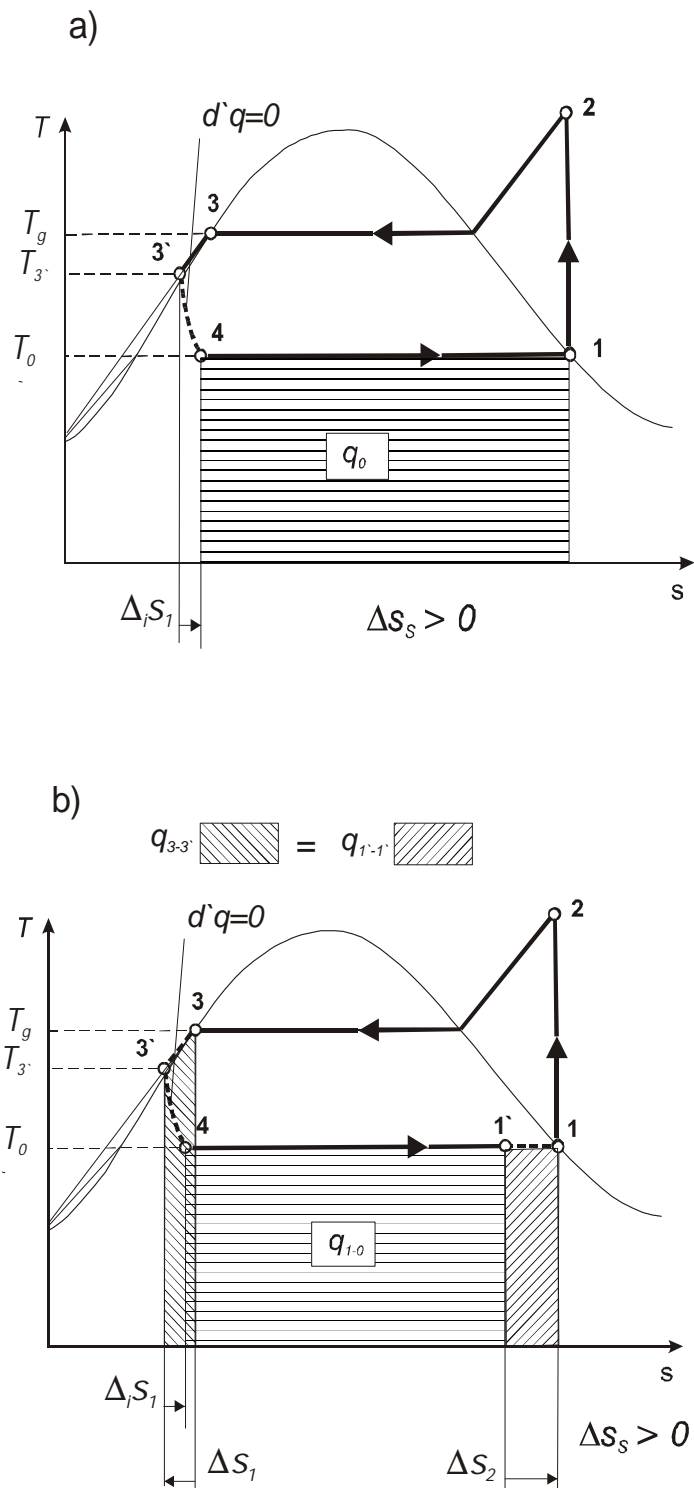 a)
d`q=0
T
2
3
T_g
3`
T_3`
4
T_0
1
q_0
s
Δ_iS_1
Δs_s > 0
b)
q_3-3` = q_1`-1`
d`q=0
T
2
3
T_g
3`
T_3`
4
1`
1
T_0
q_1-0
s
Δ_iS_1
Δs_s > 0
ΔS_1
ΔS_2